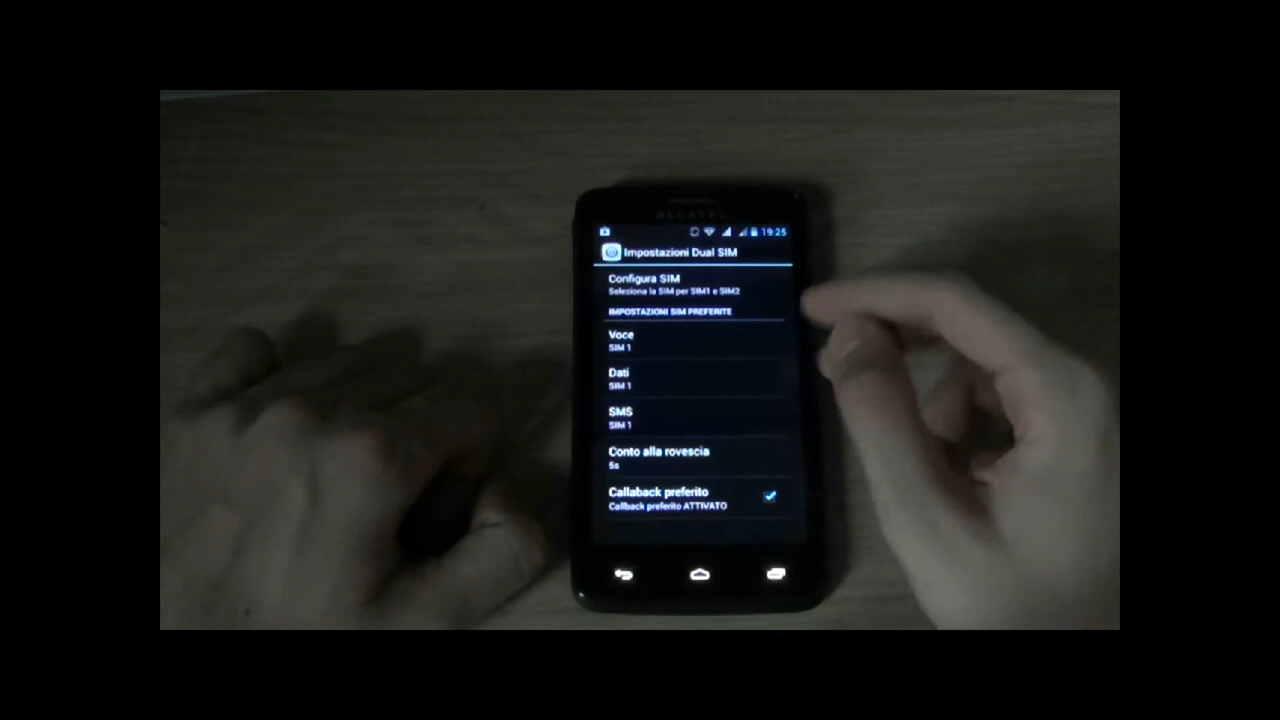 ALCATEL
19:25
Impostazioni Dual SIM
Configura SIM
Seleziona la SIM per SIM1 e SIM2
IMPOSTAZIONI SIM PREFERITE
Voce
SIM 1
Dati
SIM 1
SMS
SIM 1
Conto alla rovescia
5s
Callaback preferito
Callback preferito ATTIVATO